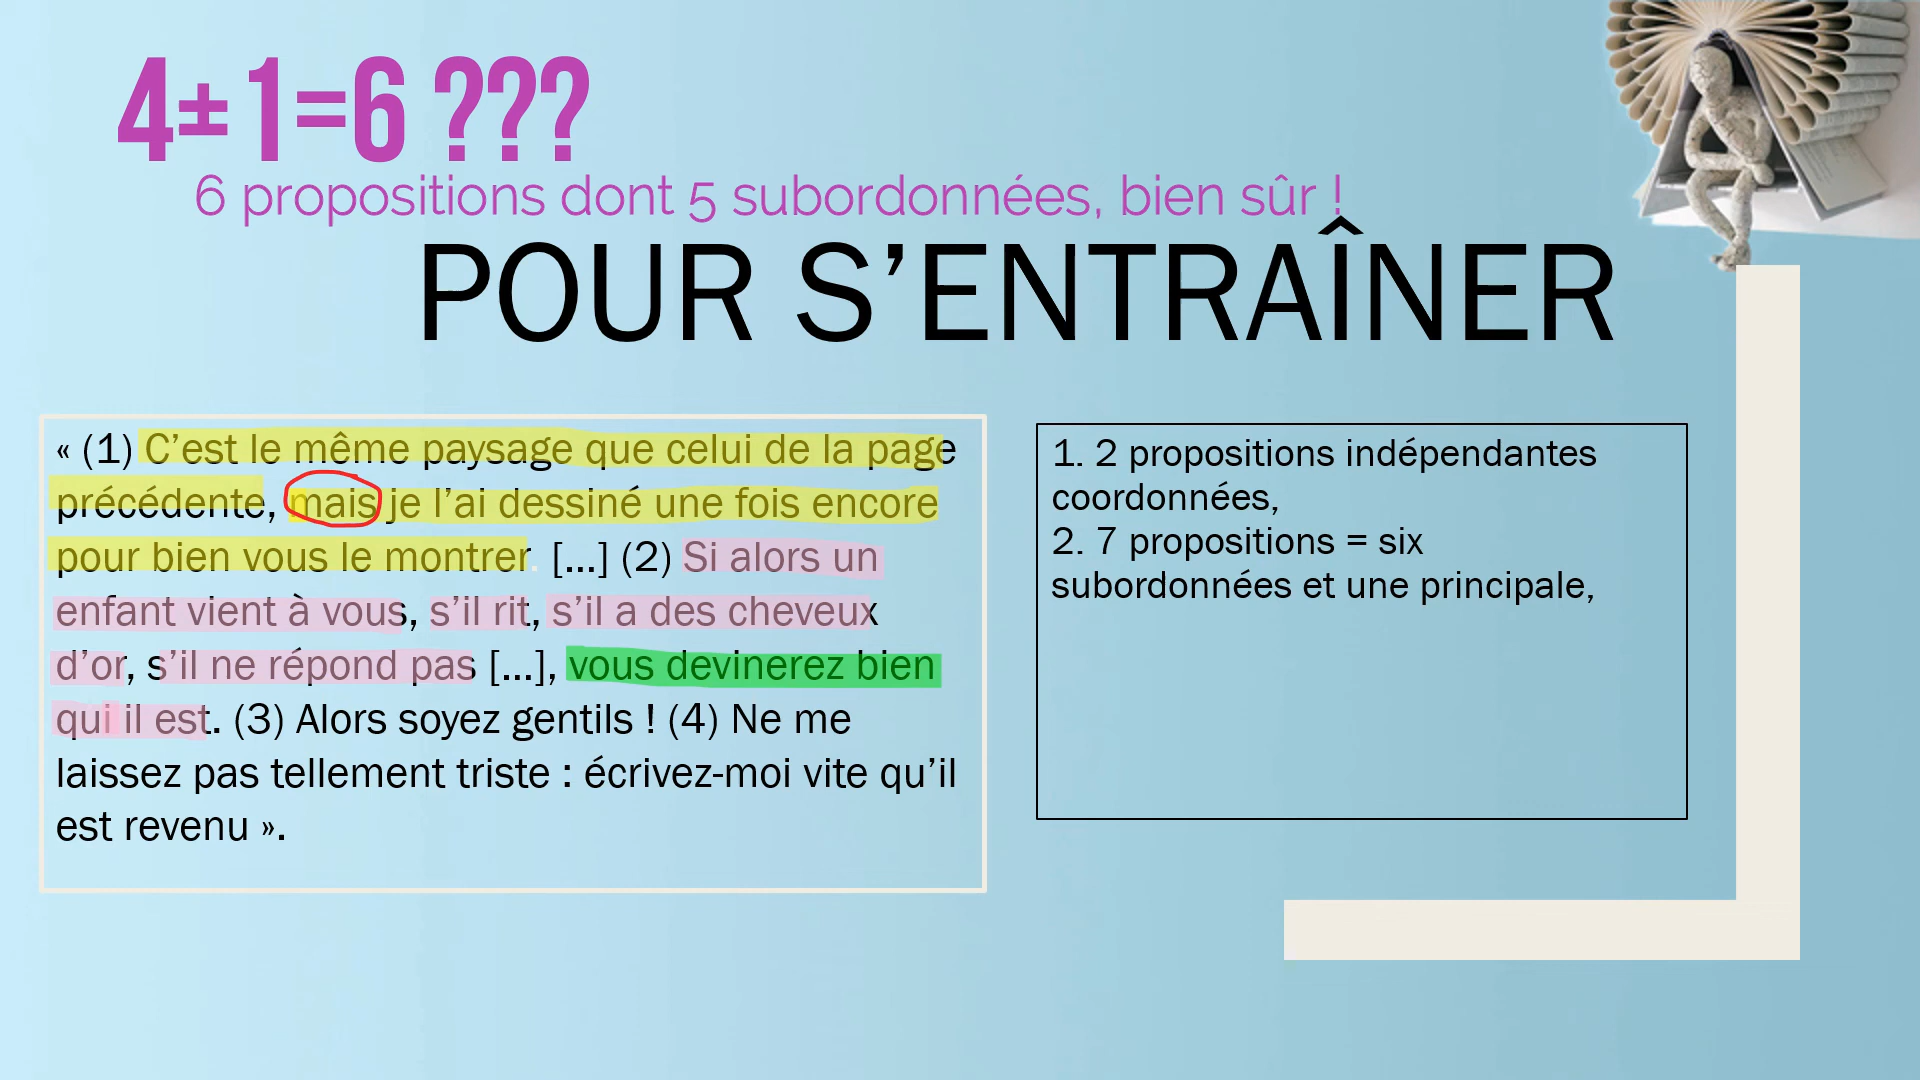 4±1=6 ???
6 propositions dont 5 subordonnées, bien sûr !
POUR S’ENTRAÎNER
« (1) C’est le même paysage que celui de la page
précédente, mais je l’ai dessiné une fois encore
pour bien vous le montrer. [...] (2) Si alors un
enfant vient à vous, s’il rit, s’il a des cheveux
d’or, s’il ne répond pas [...], vous devinerez bien
qui il est. (3) Alors soyez gentils ! (4) Ne me
laissez pas tellement triste : écrivez-moi vite qu’il
est revenu ».
1. 2 propositions indépendantes
coordonnées,
2. 7 propositions = six
subordonnées et une principale,